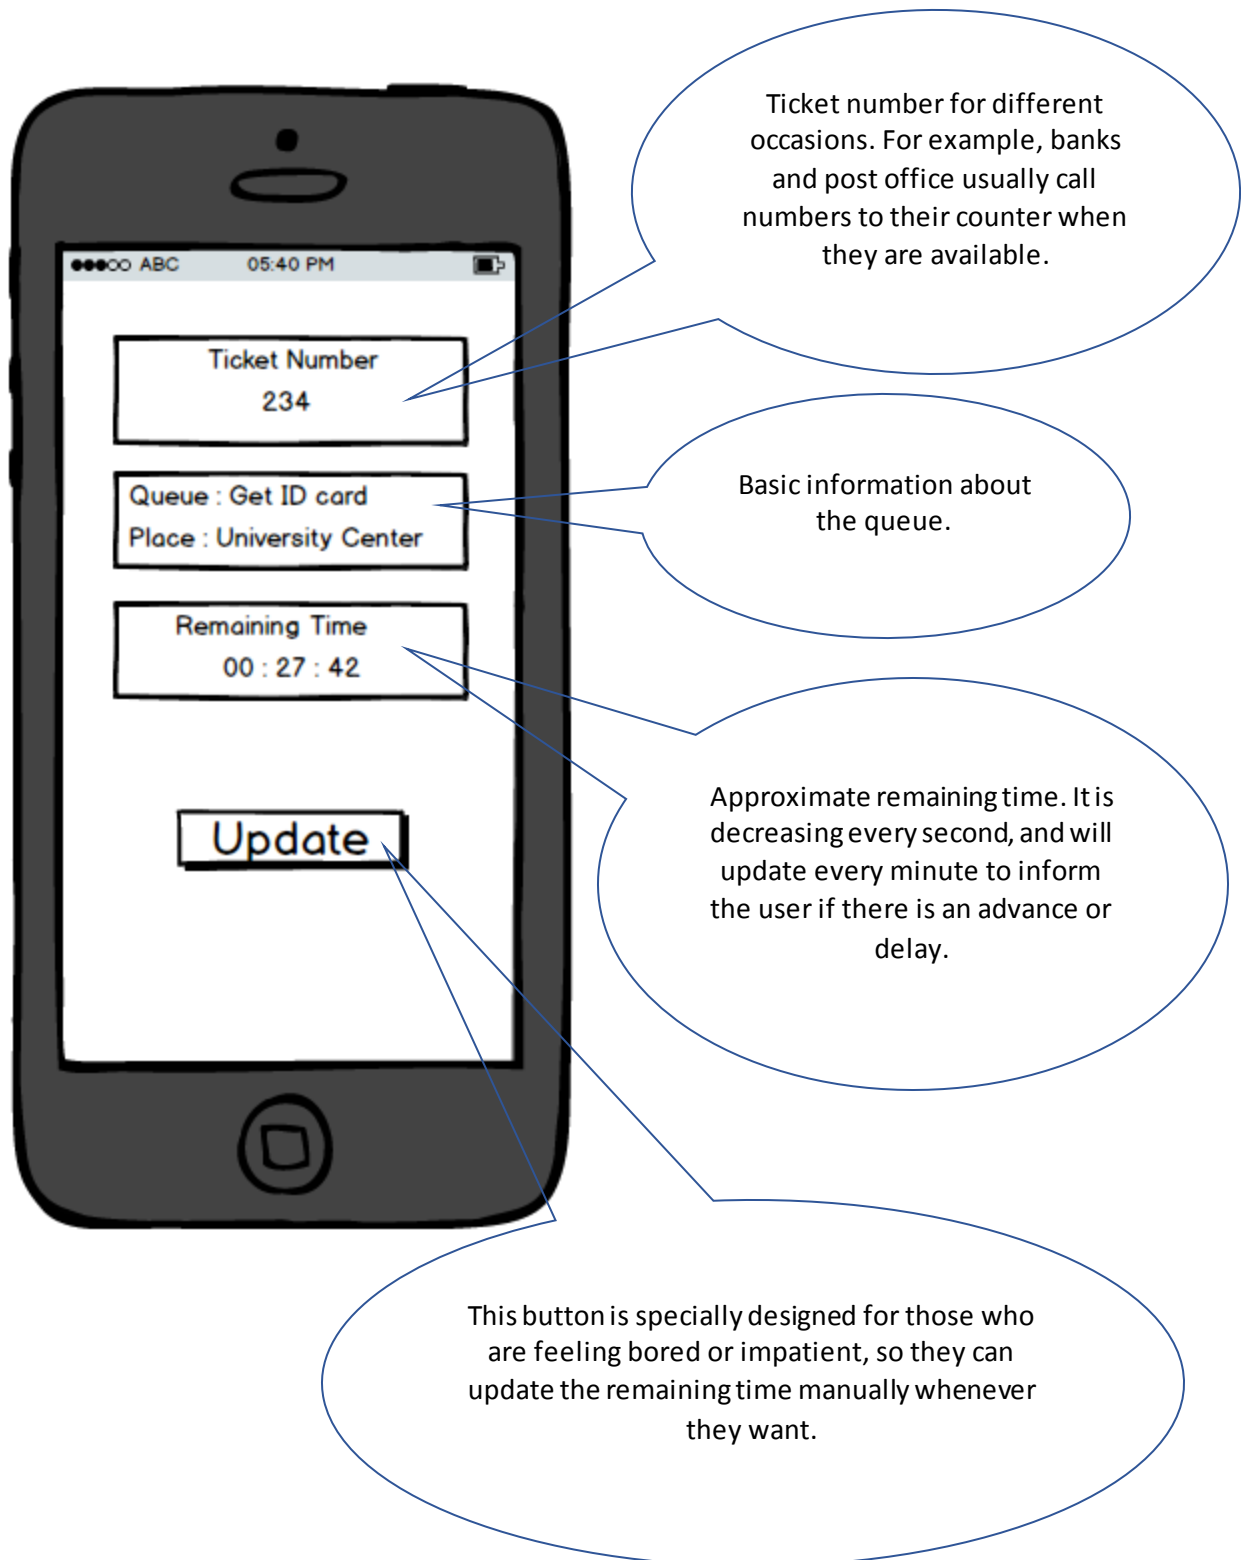 ABC 05:40 PM
Ticket Number
234
Queue : Get ID card
Place : University Center
Remaining Time
00 : 27 : 42
Update
Ticket number for different
occasions. For example, banks
and post office usually call
numbers to their counter when
they are available.
Basic information about
the queue.
Approximate remaining time. It is
decreasing every second, and will
update every minute to inform
the user if there is an advance or
delay.
This button is specially designed for those who
are feeling bored or impatient, so they can
update the remaining time manually whenever
they want.